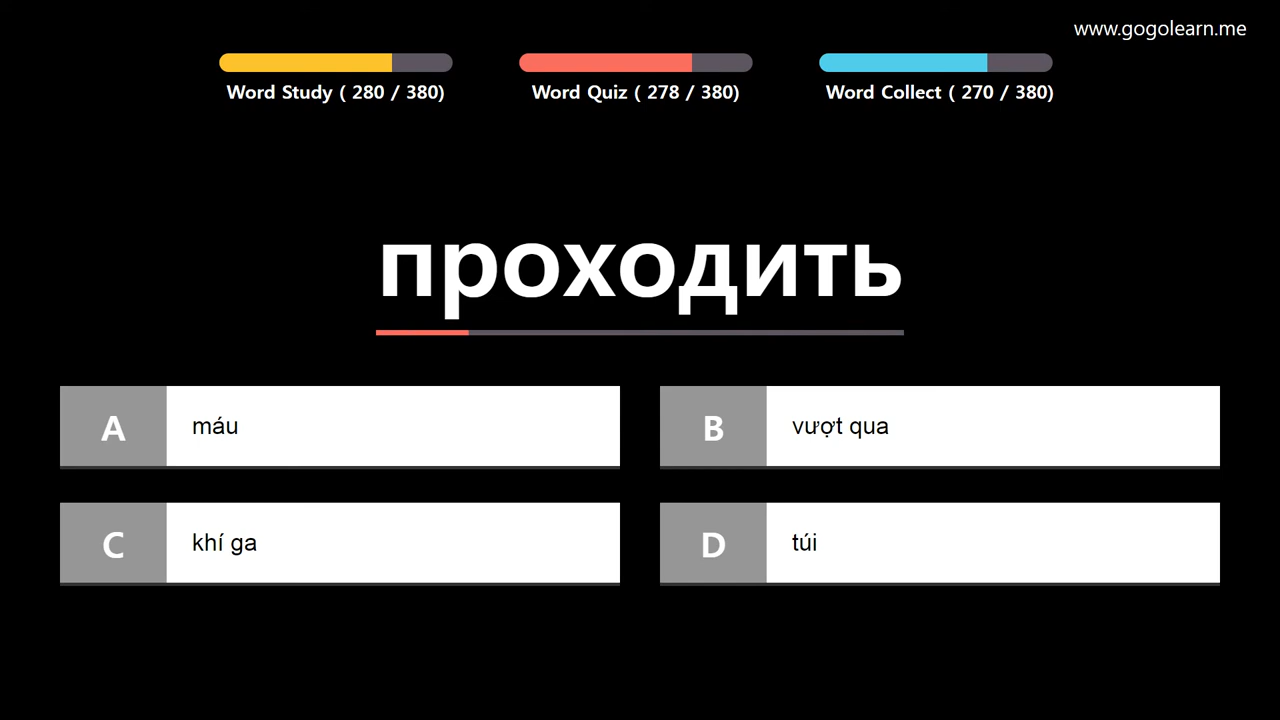 www.gogolearn.me
Word Study ( 280 / 380)
Word Quiz ( 278 / 380)
Word Collect ( 270 / 380)
проходить
A máu
B vượt qua
C khí ga
D túi